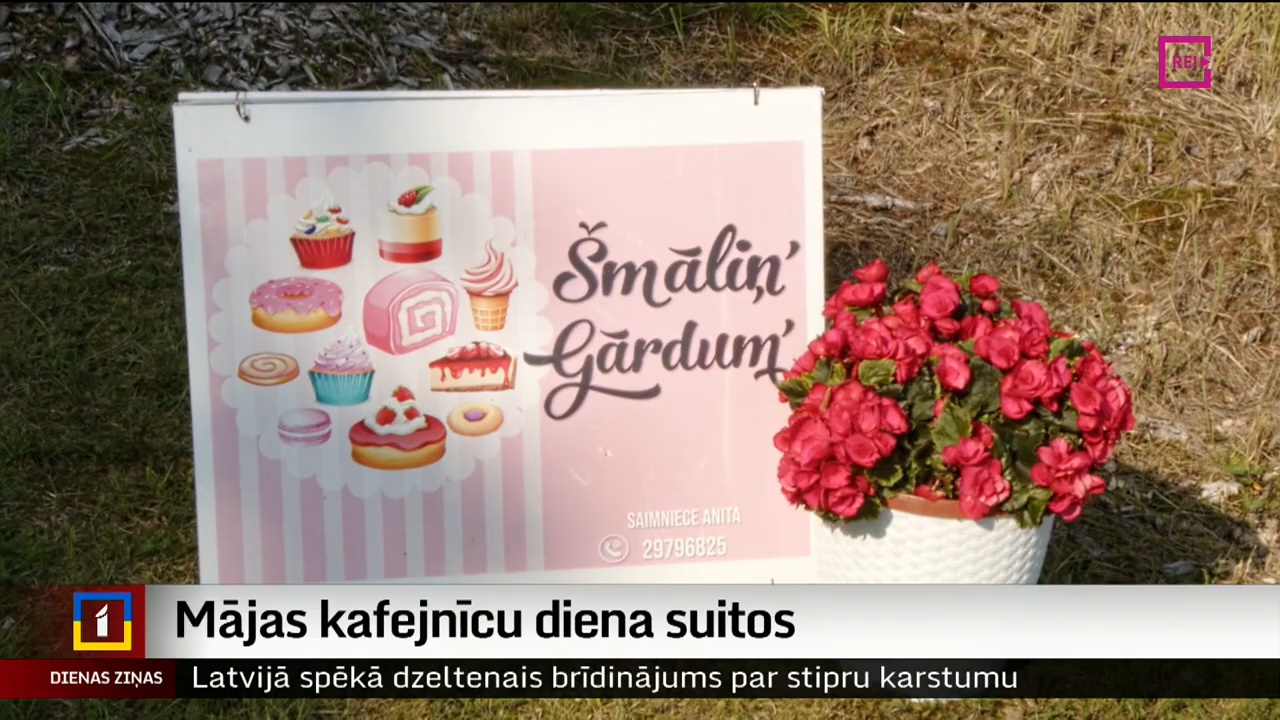 REJ
Šmāliņ'
Gārdum'
SAIMNIECE ANITA
29796825
1
Mājas kafejnīcu diena suitos
DIENAS ZIŅAS
Latvijā spēkā dzeltenais brīdinājums par stipru karstumu